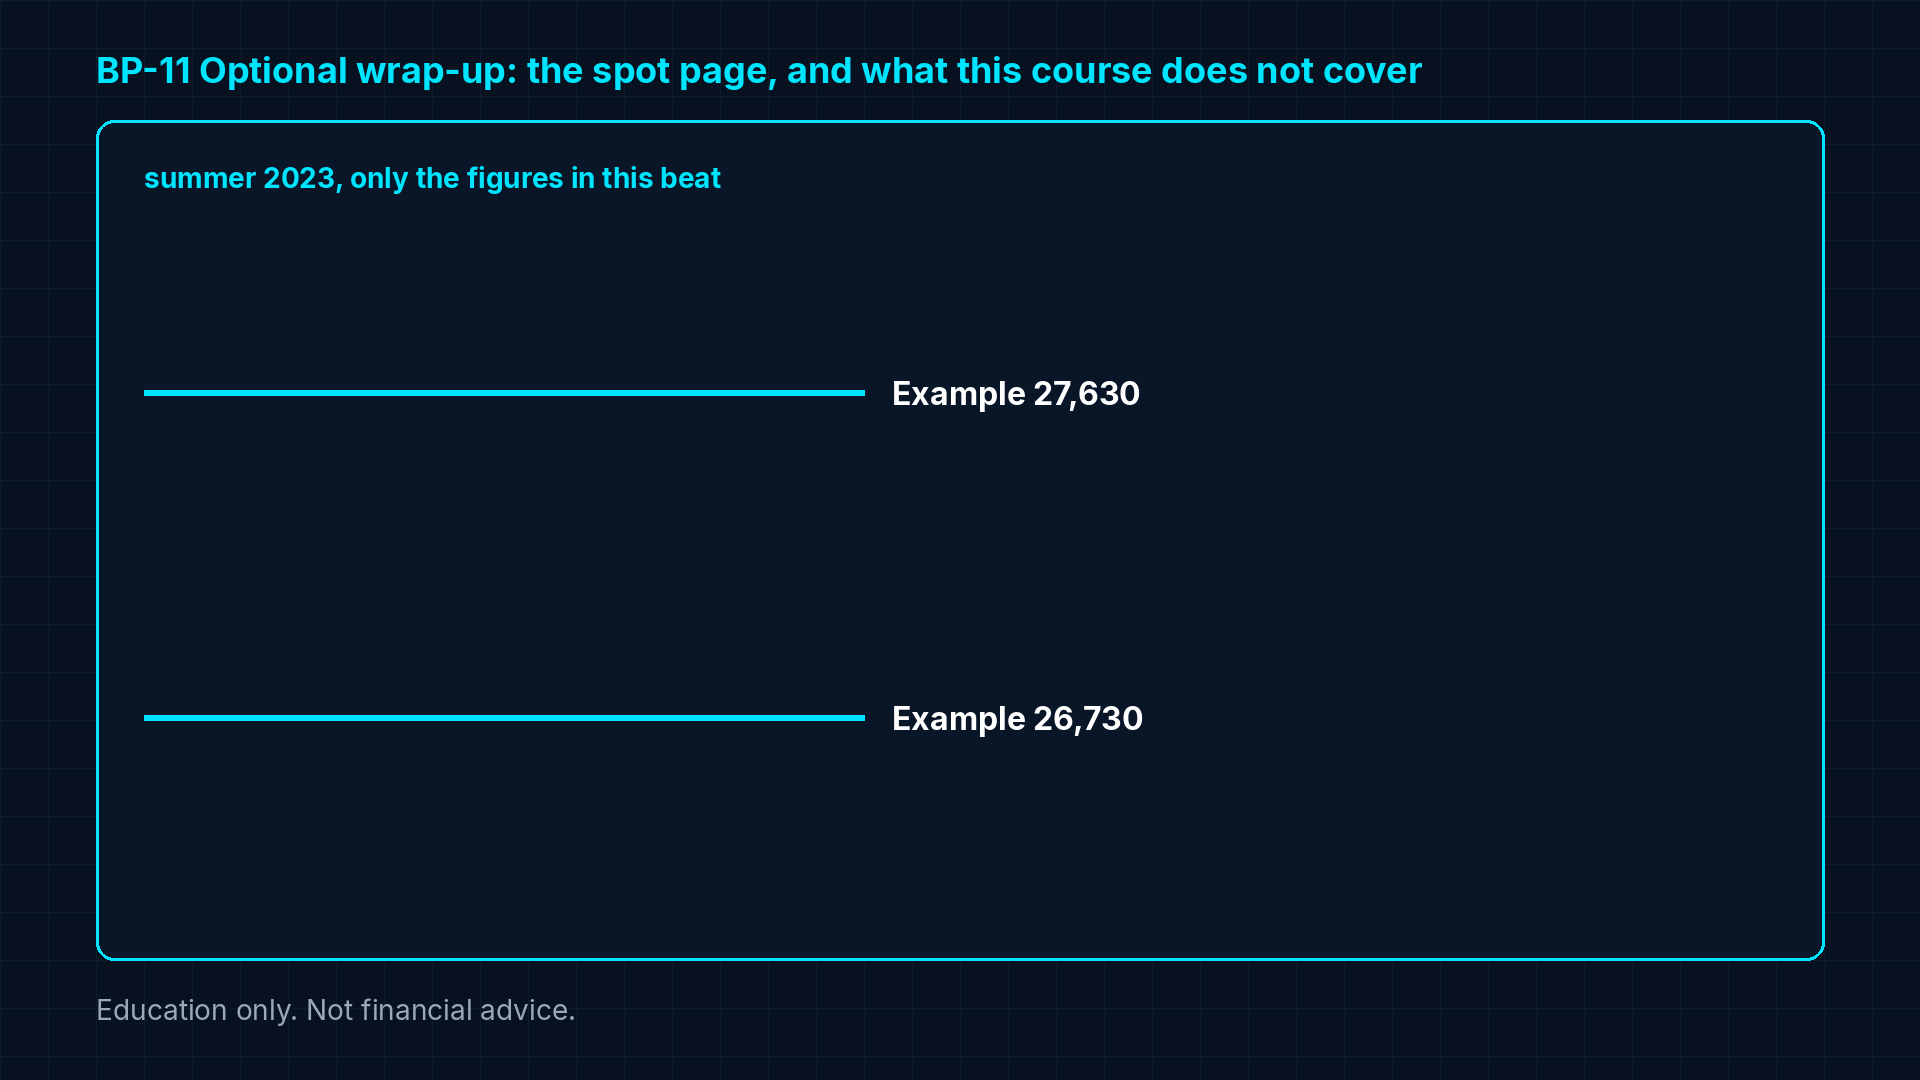 BP-11 Optional wrap-up: the spot page, and what this course does not cover
summer 2023, only the figures in this beat
Example 27,630
Example 26,730
Education only. Not financial advice.